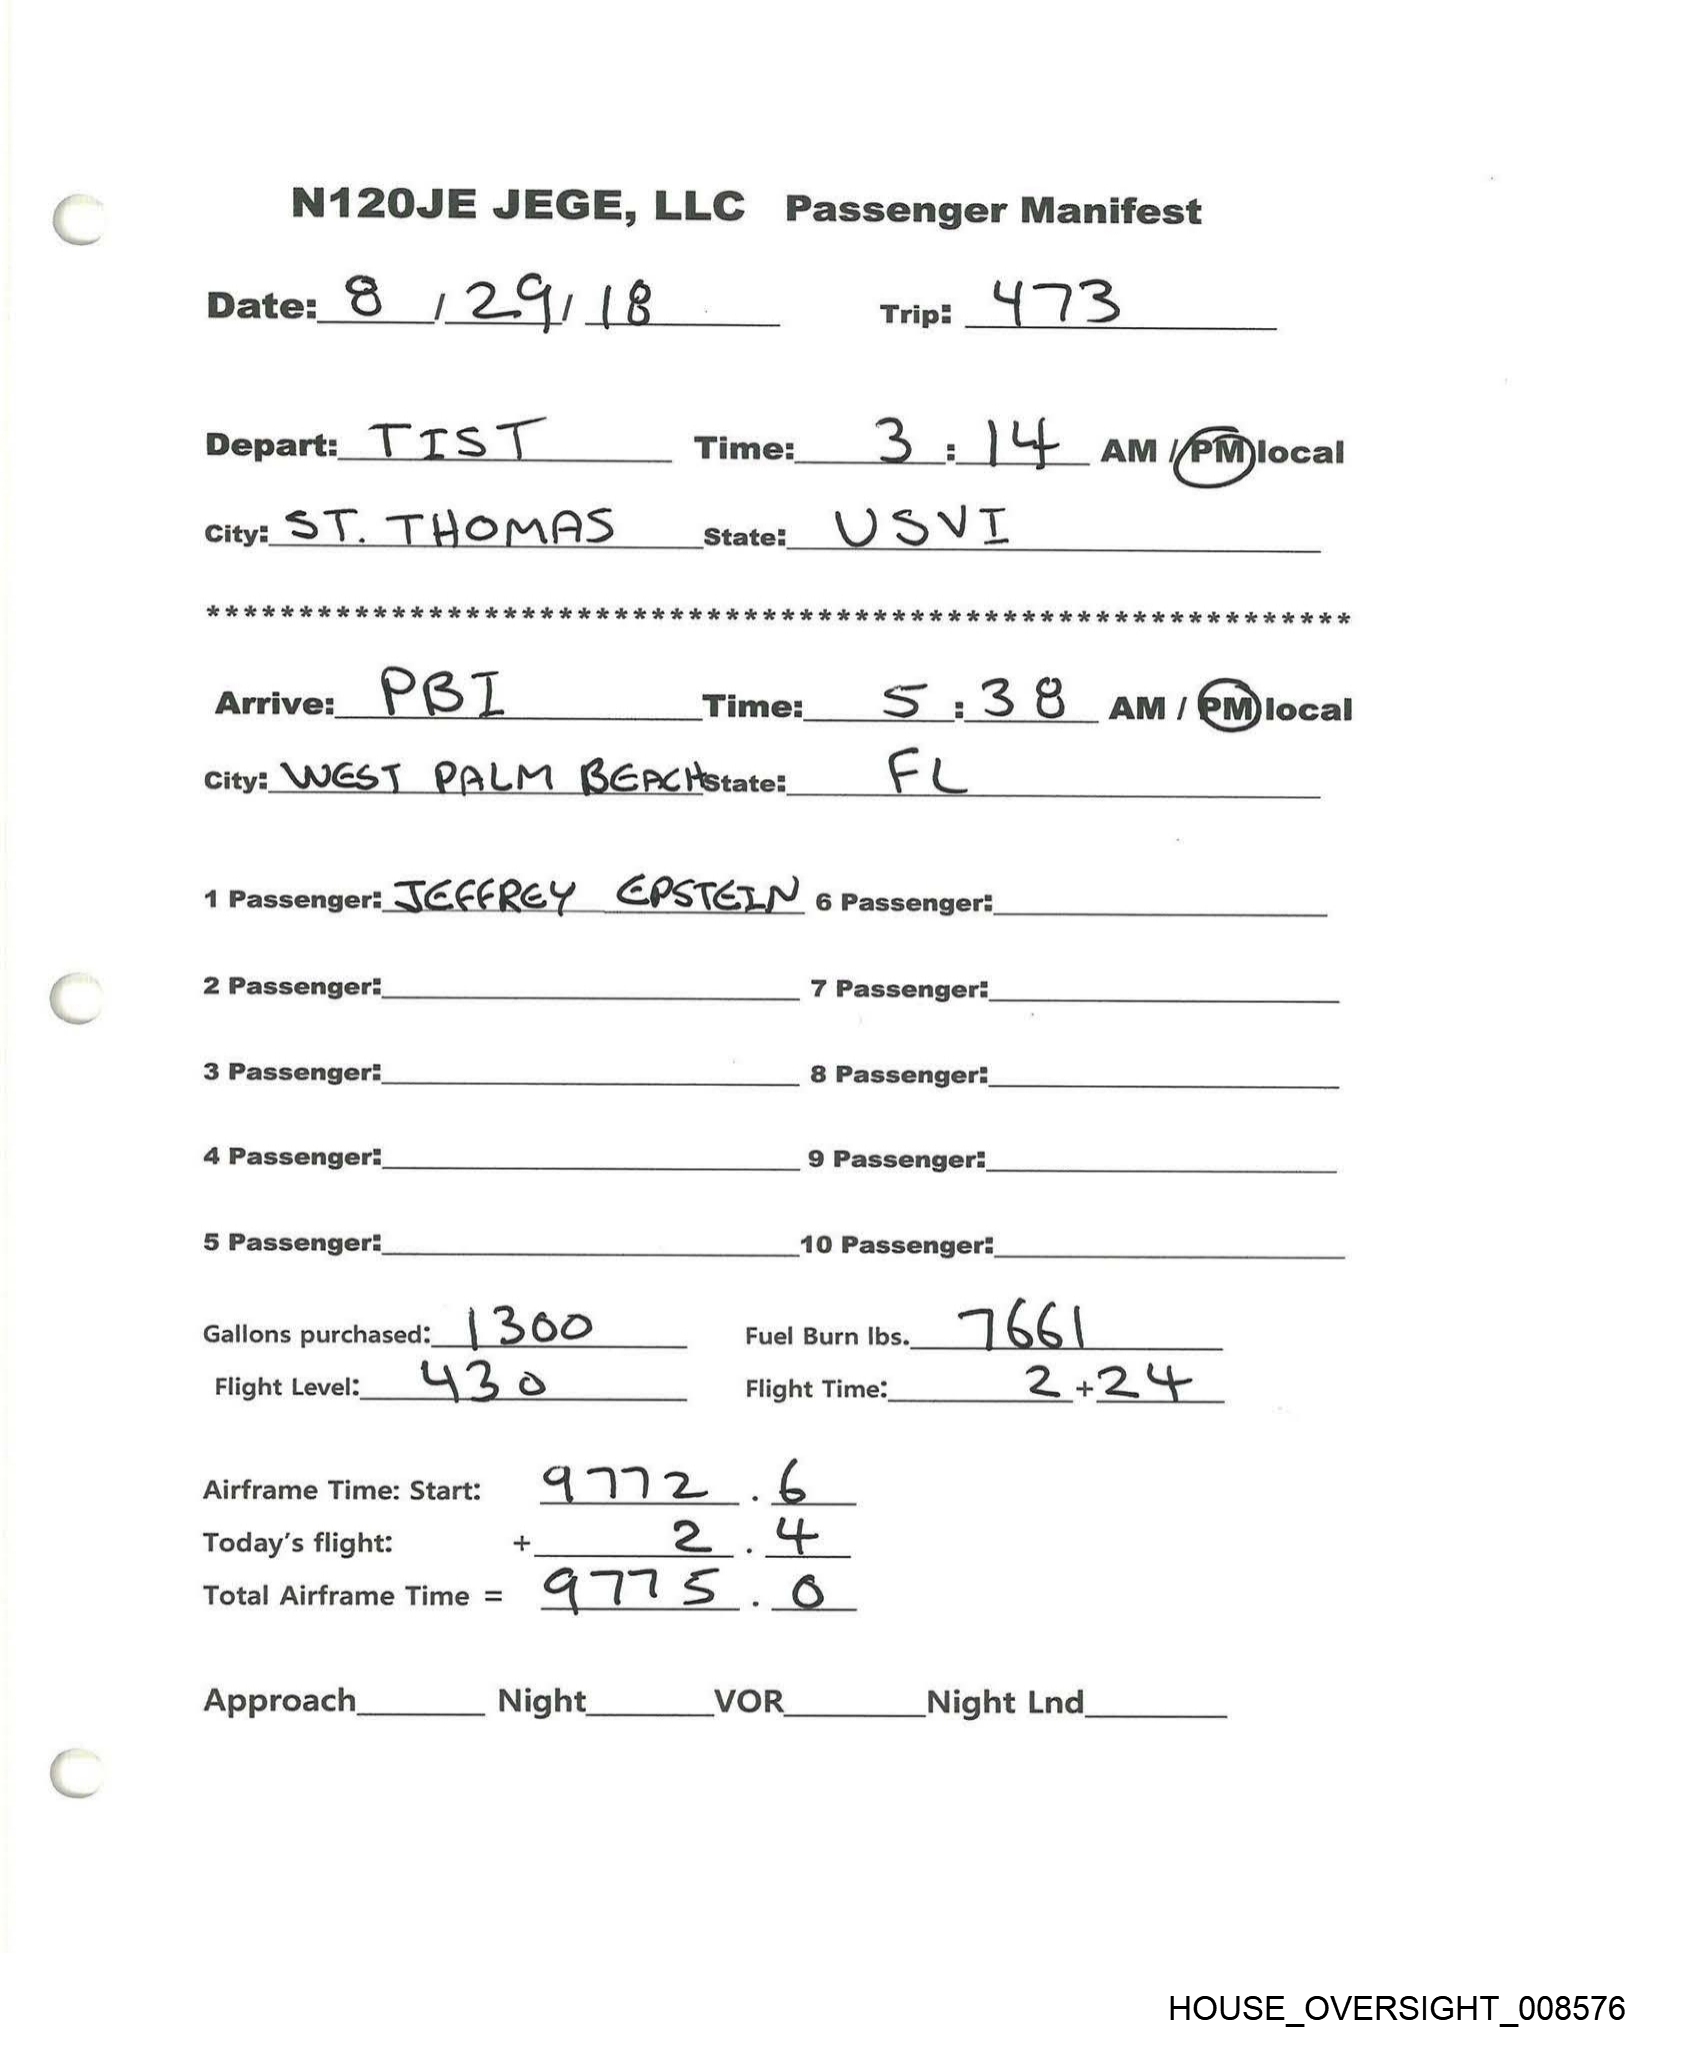 N120JE JEGE, LLC Passenger Manifest
Date: 8 / 29 / 18 Trip: 473
Depart: TIST Time: 3 : 14 AM / PM local
City: ST. THOMAS State: USVI
**************************************************************
Arrive: PBI Time: 5 : 38 AM / PM local
City: WEST PALM BEACH State: FL
1 Passenger: JEFFREY EPSTEIN 6 Passenger:
2 Passenger: 7 Passenger:
3 Passenger: 8 Passenger:
4 Passenger: 9 Passenger:
5 Passenger: 10 Passenger:
Gallons purchased: 1300 Fuel Burn lbs. 7661
Flight Level: 430 Flight Time: 2 + 24
Airframe Time: Start: 9772 . 6
Today's flight: + 2 . 4
Total Airframe Time = 9775 . 0
Approach Night VOR Night Lnd
HOUSE_OVERSIGHT_008576